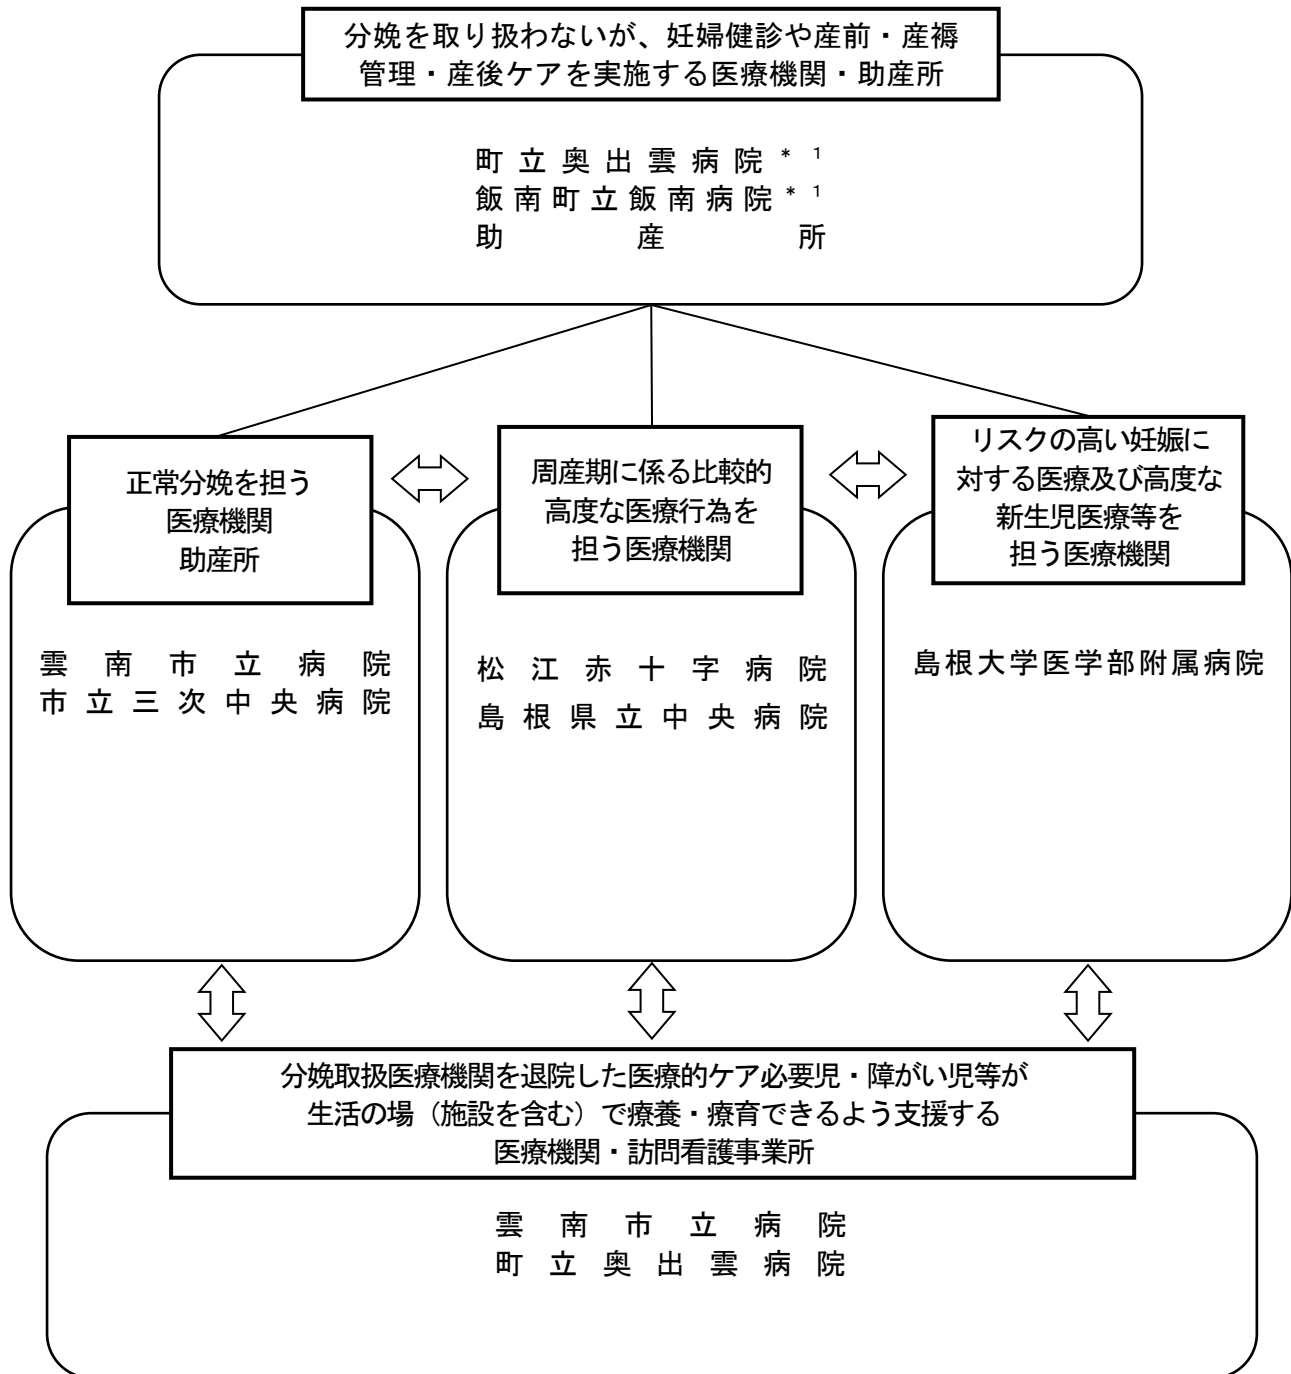 分娩を取り扱わないが、妊婦健診や産前・産褥
管理・産後ケアを実施する医療機関・助産所
町立奥出雲病院*1
飯南町立飯南病院*1
助産所
正常分娩を担う
医療機関
助産所
雲南市立病院
市立三次中央病院
周産期に係る比較的
高度な医療行為を
担う医療機関
松江赤十字病院
島根県立中央病院
リスクの高い妊娠に
対する医療及び高度な
新生児医療等を
担う医療機関
島根大学医学部附属病院
分娩取扱医療機関を退院した医療的ケア必要児・障がい児等が
生活の場（施設を含む）で療養・療育できるよう支援する
医療機関・訪問看護事業所
雲南市立病院
町立奥出雲病院